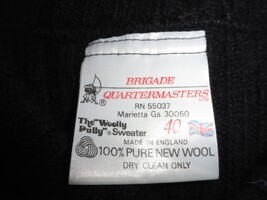 BRIGADE
QUARTERMASTERS
RN 55037
Marietta Ga. 30060
The "Woolly
Pully"® Sweater 40
MADE IN ENGLAND
100% PURE NEW WOOL
DRY CLEAN ONLY